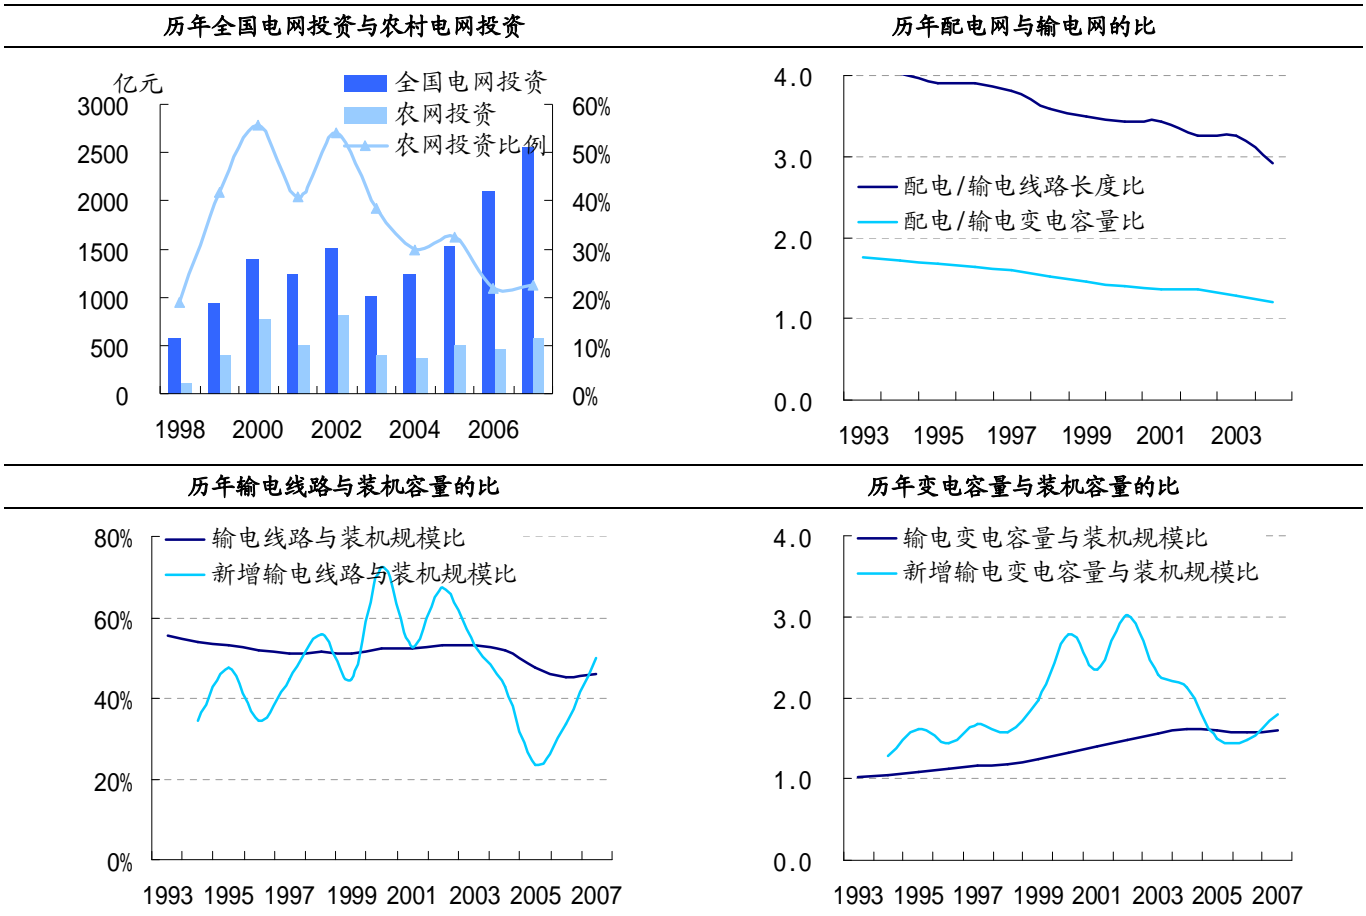 历年全国电网投资与农村电网投资
亿元
全国电网投资
农网投资
农网投资比例
3000
2500
2000
1500
1000
500
0
60%
50%
40%
30%
20%
10%
0%
1998 2000 2002 2004 2006
历年配电网与输电网的比
4.0
3.0
2.0
1.0
0.0
配电/输电线路长度比
配电/输电变电容量比
1993 1995 1997 1999 2001 2003
历年输电线路与装机容量的比
80%
60%
40%
20%
0%
输电线路与装机规模比
新增输电线路与装机规模比
1993 1995 1997 1999 2001 2003 2005 2007
历年变电容量与装机容量的比
4.0
3.0
2.0
1.0
0.0
输电变电容量与装机规模比
新增输电变电容量与装机规模比
1993 1995 1997 1999 2001 2003 2005 2007